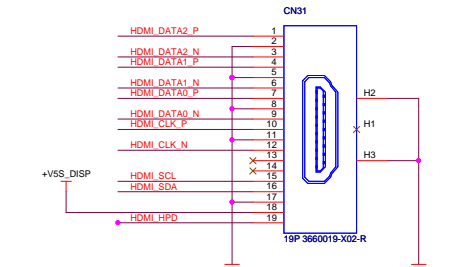 CN31
HDMI_DATA2_P 1
2
HDMI_DATA2_N 3
HDMI_DATA1_P 4
5
HDMI_DATA1_N 6
HDMI_DATA0_P 7
8
HDMI_DATA0_N 9
HDMI_CLK_P 10
11
HDMI_CLK_N 12
13
14
HDMI_SCL 15
HDMI_SDA 16
17
18
HDMI_HPD 19
+V5S_DISP
H2
H1
H3
19P 3660019-X02-R